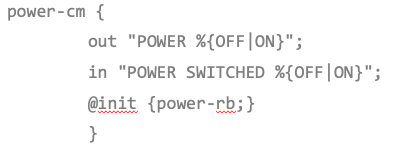 power-cm {
out "POWER %{OFF|ON}";
in "POWER SWITCHED %{OFF|ON}";
@init {power-rb;}
}